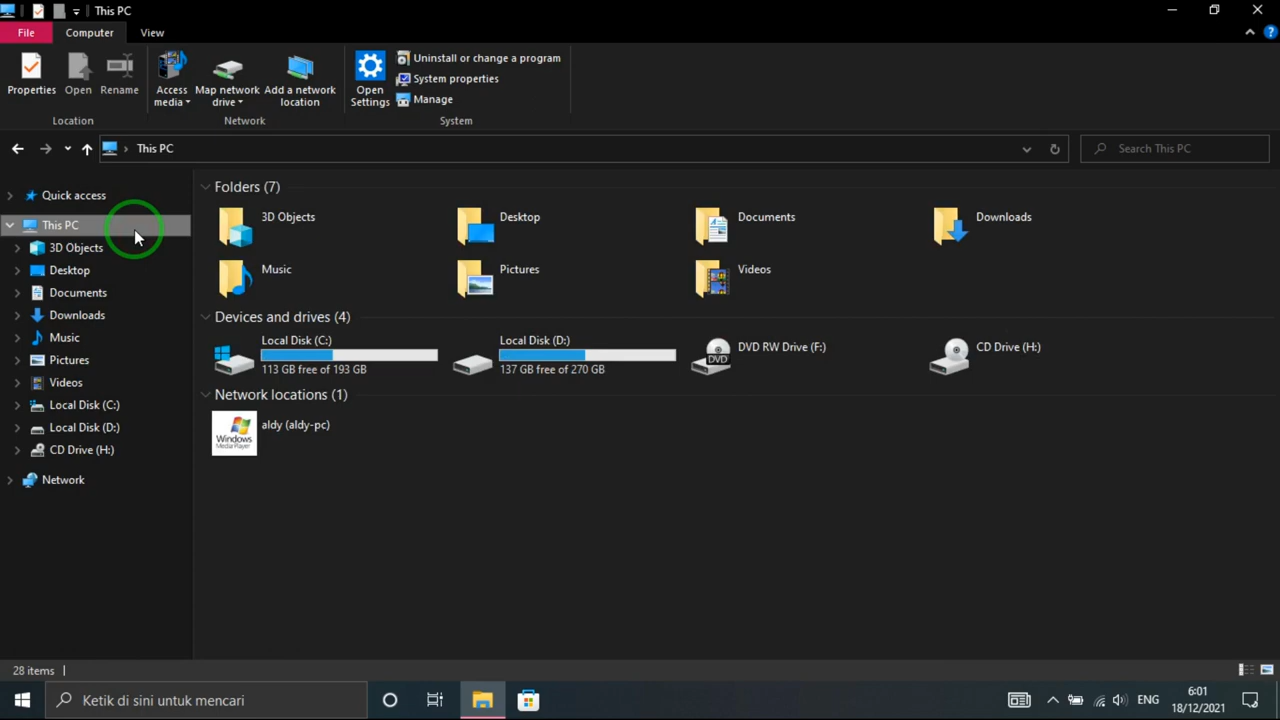 This PC
File
Computer
View
Properties
Open
Rename
Access media
Map network drive
Add a network location
Open Settings
Uninstall or change a program
System properties
Manage
Location
Network
System
This PC
Search This PC
Quick access
This PC
3D Objects
Desktop
Documents
Downloads
Music
Pictures
Videos
Local Disk (C:)
Local Disk (D:)
CD Drive (H:)
Network
Folders (7)
3D Objects
Desktop
Documents
Downloads
Music
Pictures
Videos
Devices and drives (4)
Local Disk (C:)
113 GB free of 193 GB
Local Disk (D:)
137 GB free of 270 GB
DVD RW Drive (F:)
DVD
CD Drive (H:)
Network locations (1)
Windows
Media Player
aldy (aldy-pc)
28 items
Ketik di sini untuk mencari
ENG
6:01
18/12/2021